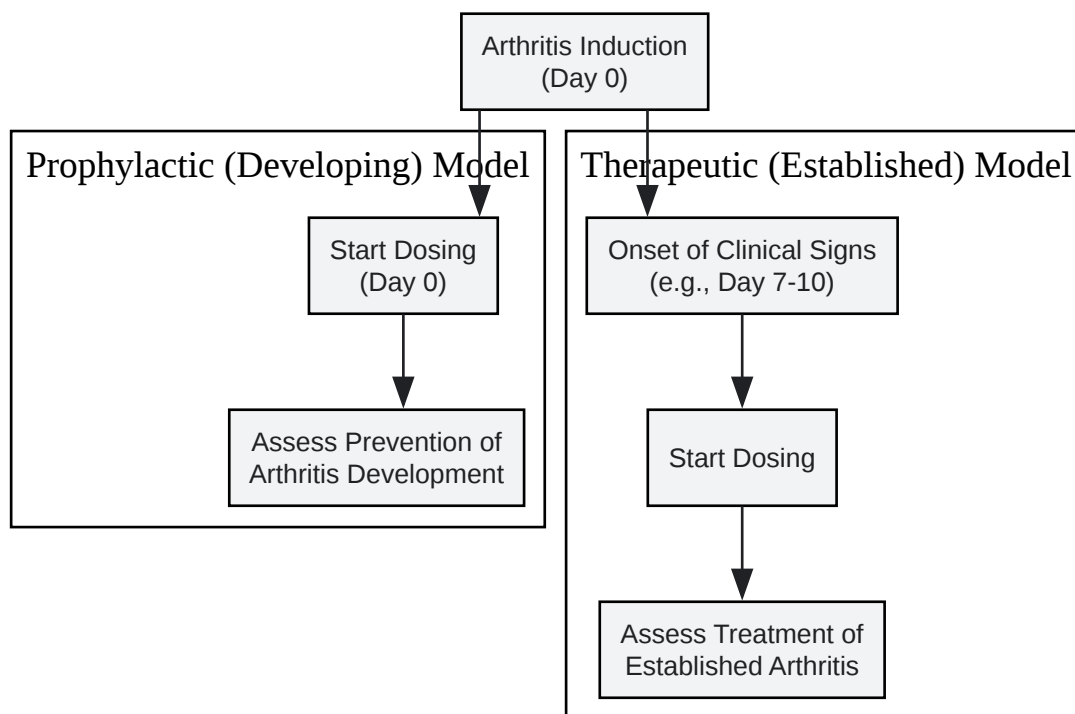 Arthritis Induction
(Day 0)
Prophylactic (Developing) Model
Start Dosing
(Day 0)
Assess Prevention of
Arthritis Development
Therapeutic (Established) Model
Onset of Clinical Signs
(e.g., Day 7-10)
Start Dosing
Assess Treatment of
Established Arthritis